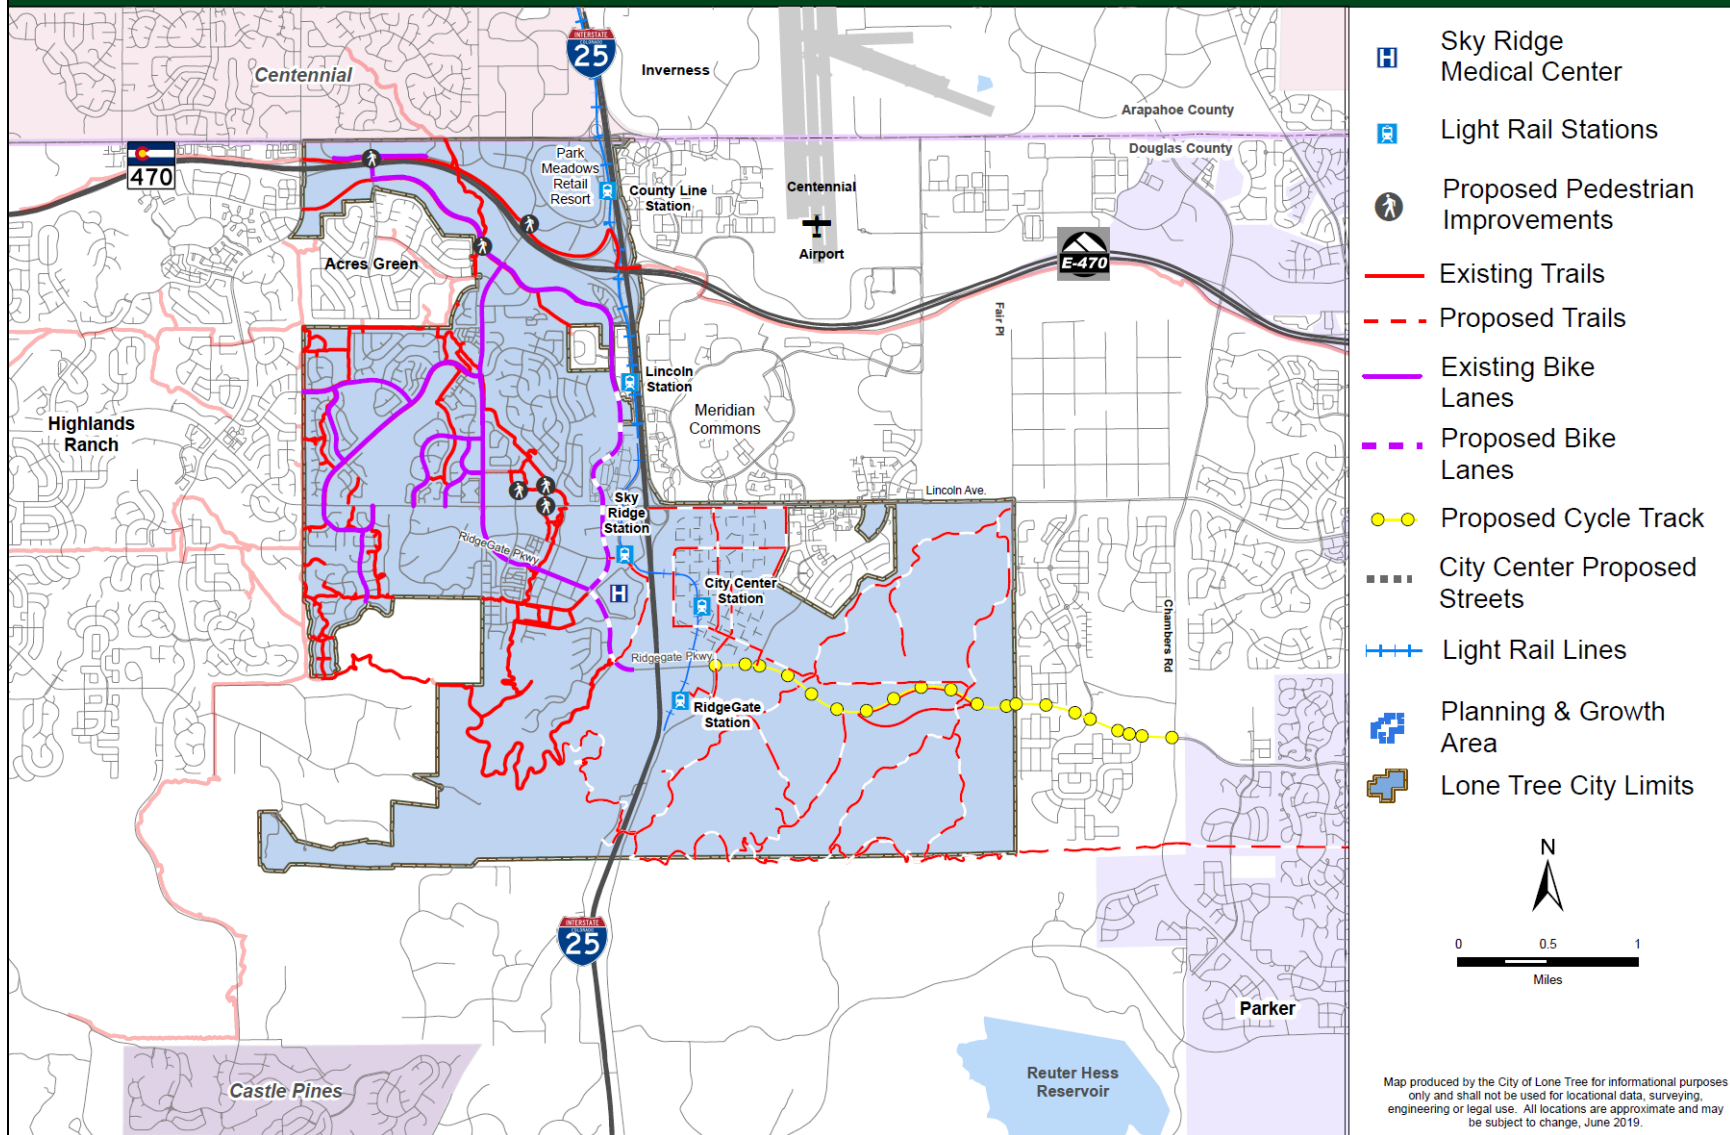 INTERSTATE
COLORADO
25
Centennial
Inverness
Arapahoe County
Douglas County
470
Park
Meadows
Retail
Resort
County Line
Station
Centennial
Airport
E-470
Acres Green
Fair Pl
Lincoln
Station
Meridian
Commons
Highlands
Ranch
Lincoln Ave.
Sky
Ridge
Station
RidgeGate Pkwy
H
City Center
Station
Chambers Rd
Ridgegate Pkwy
RidgeGate
Station
INTERSTATE
COLORADO
25
Parker
Reuter Hess
Reservoir
Castle Pines
H
Sky Ridge
Medical Center
Light Rail Stations
Proposed Pedestrian
Improvements
Existing Trails
Proposed Trails
Existing Bike
Lanes
Proposed Bike
Lanes
Proposed Cycle Track
City Center Proposed
Streets
Light Rail Lines
Planning & Growth
Area
Lone Tree City Limits
N
0 0.5 1
Miles
Map produced by the City of Lone Tree for informational purposes
only and shall not be used for locational data, surveying,
engineering or legal use. All locations are approximate and may
be subject to change, June 2019.